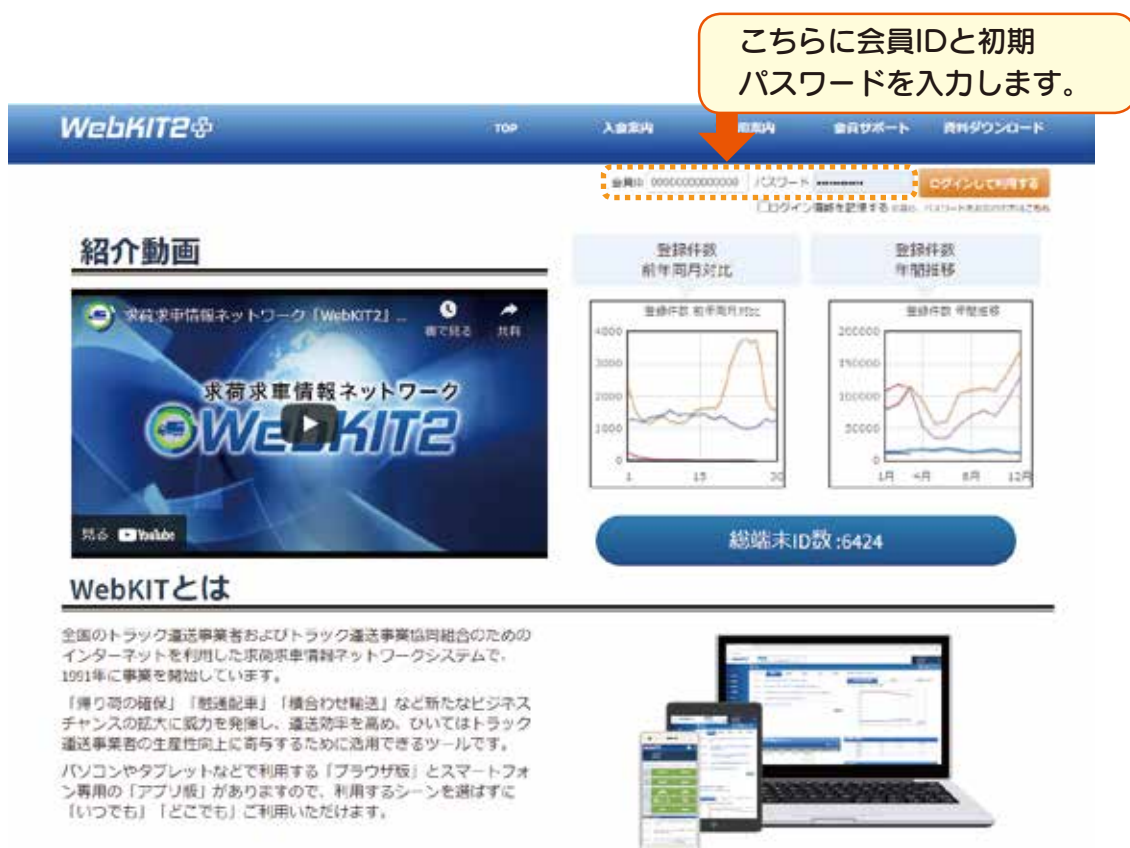 こちらに会員IDと初期
パスワードを入力します。
WebKIT2
TOP
入会案内
用案内
会員サポート
資料ダウンロード
会員ID 00000000000000 パスワード ログインして利用する
ログイン情報を記憶する こちら
紹介動画
登録件数
前年同月対比
登録件数
年間推移
求荷求車情報ネットワーク「WebKIT2」...
後で見る
共有
求荷求車情報ネットワーク
WebKIT2
見る YouTube
登録件数 前年同月対比
4000
3000
2000
1000
0
1 15 30
登録件数 年間推移
200000
150000
100000
50000
0
1月 4月 8月 12月
総端末ID数:6424
WebKITとは
全国のトラック運送事業者およびトラック運送事業協同組合のための
インターネットを利用した求荷求車情報ネットワークシステムで、
1991年に事業を開始しています。
「帰り荷の確保」「融通配車」「積合わせ輸送」など新たなビジネス
チャンスの拡大に威力を発揮し、運送効率を高め、ひいてはトラック
運送事業者の生産性向上に寄与するために活用できるツールです。
パソコンやタブレットなどで利用する「ブラウザ版」とスマートフォ
ン専用の「アプリ版」がありますので、利用するシーンを選ばずに
「いつでも」「どこでも」ご利用いただけます。